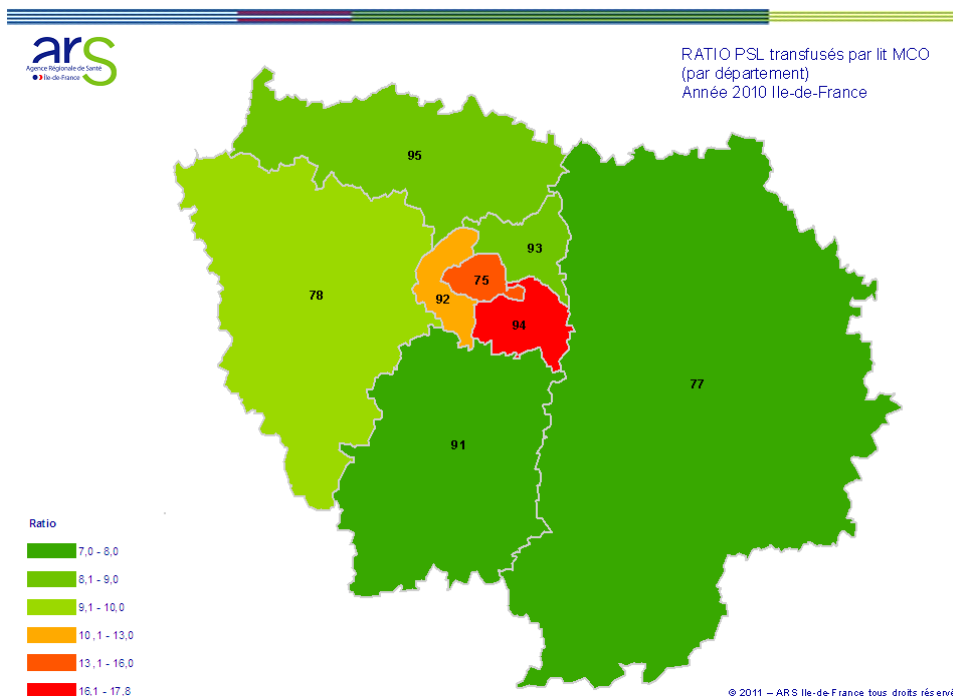 ars
Agence Régionale de Santé
Ile-de-France
RATIO PSL transfusés par lit MCO
(par département)
Année 2010 Ile-de-France
95
93
78
75
92
94
77
91
Ratio
7,0 - 8,0
8,1 - 9,0
9,1 - 10,0
10,1 - 13,0
13,1 - 16,0
16,1 - 17,8
© 2011 – ARS Ile-de-France tous droits réservé